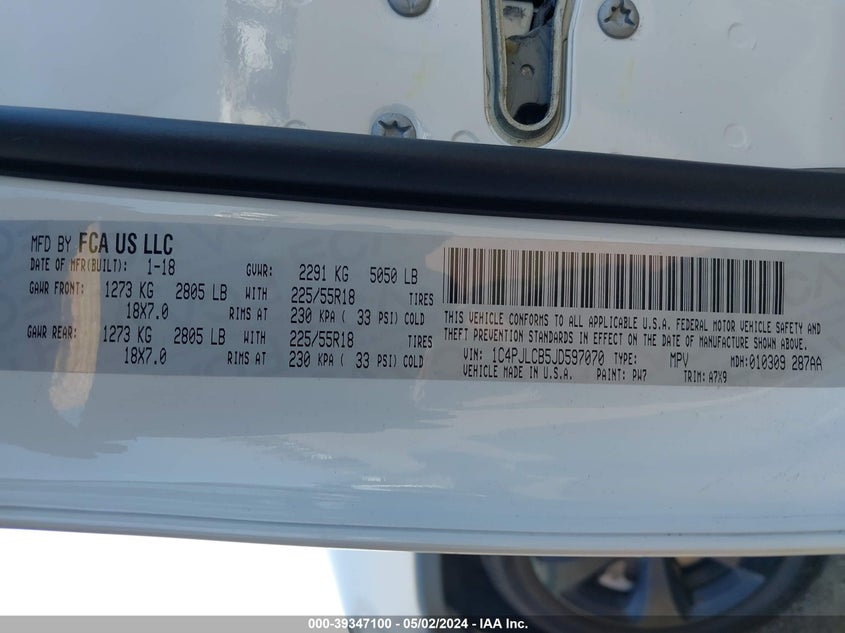 MFD BY FCA US LLC
DATE OF MFR(BUILT): 1-18 GVWR: 2291 KG 5050 LB
GAWR FRONT: 1273 KG 2805 LB WITH 225/55R18 TIRES
18X7.0 RIMS AT 230 KPA ( 33 PSI) COLD
GAWR REAR: 1273 KG 2805 LB WITH 225/55R18 TIRES
18X7.0 RIMS AT 230 KPA ( 33 PSI) COLD
THIS VEHICLE CONFORMS TO ALL APPLICABLE U.S.A. FEDERAL MOTOR VEHICLE SAFETY AND
THEFT PREVENTION STANDARDS IN EFFECT ON THE DATE OF MANUFACTURE SHOWN ABOVE.
VIN: 1C4PJLCB5JD597070 TYPE: MPV MDH:010309 287AA
VEHICLE MADE IN U.S.A. PAINT: PW7 TRIM: A7X9
000-39347100 - 05/02/2024 - IAA Inc.